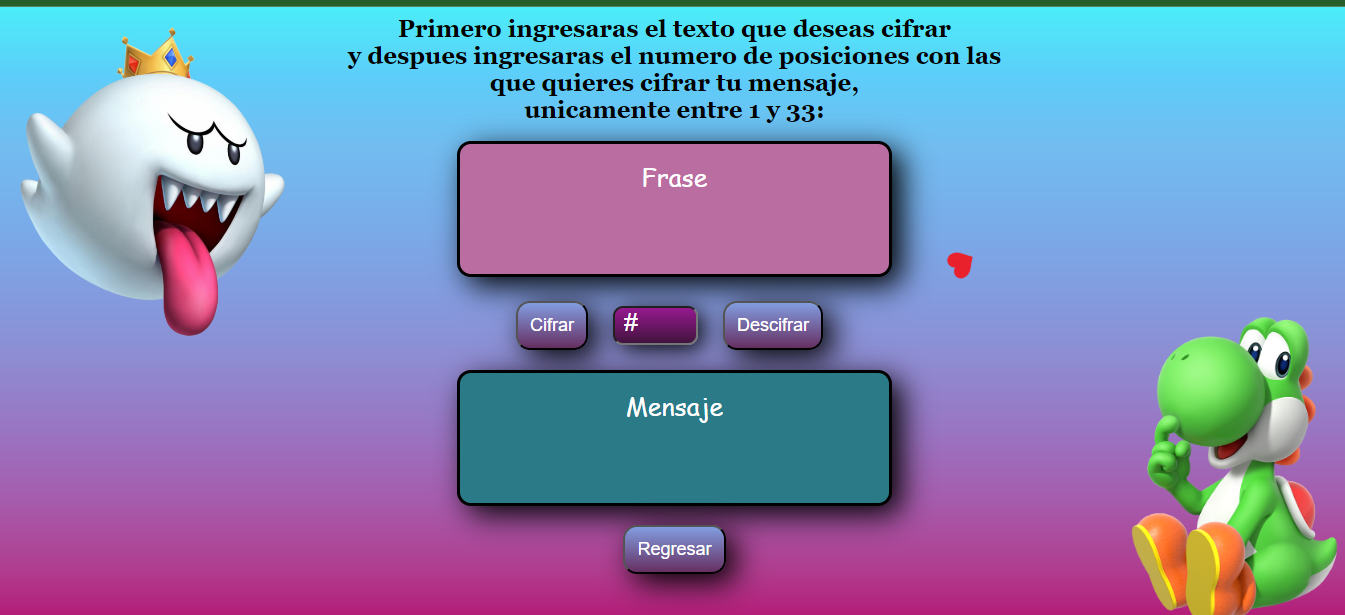 Primero ingresaras el texto que deseas cifrar
y despues ingresaras el numero de posiciones con las
que quieres cifrar tu mensaje,
unicamente entre 1 y 33:
Frase
Cifrar # Descifrar
Mensaje
Regresar